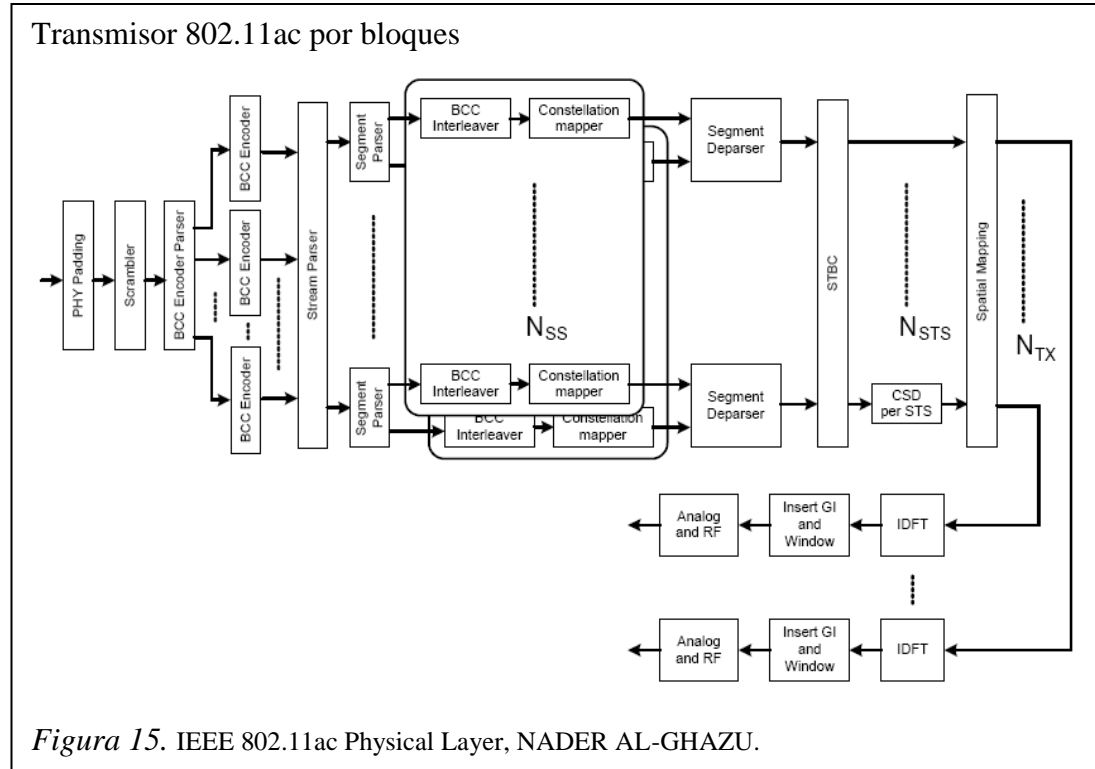 Transmisor 802.11ac por bloques
PHY Padding
Scrambler
BCC Encoder Parser
BCC Encoder
BCC Encoder
BCC Encoder
Stream Parser
Segment
Parser
Segment
Parser
BCC
Interleaver
Constellation
mapper
NSS
BCC
Interleaver
Constellation
mapper
BCC
Interleaver
Constellation
mapper
Segment
Deparser
Segment
Deparser
STBC
NSTS
CSD
per STS
Spatial Mapping
NTX
Analog
and RF
Insert GI
and
Window
IDFT
Analog
and RF
Insert GI
and
Window
IDFT
Figura 15. IEEE 802.11ac Physical Layer, NADER AL-GHAZU.